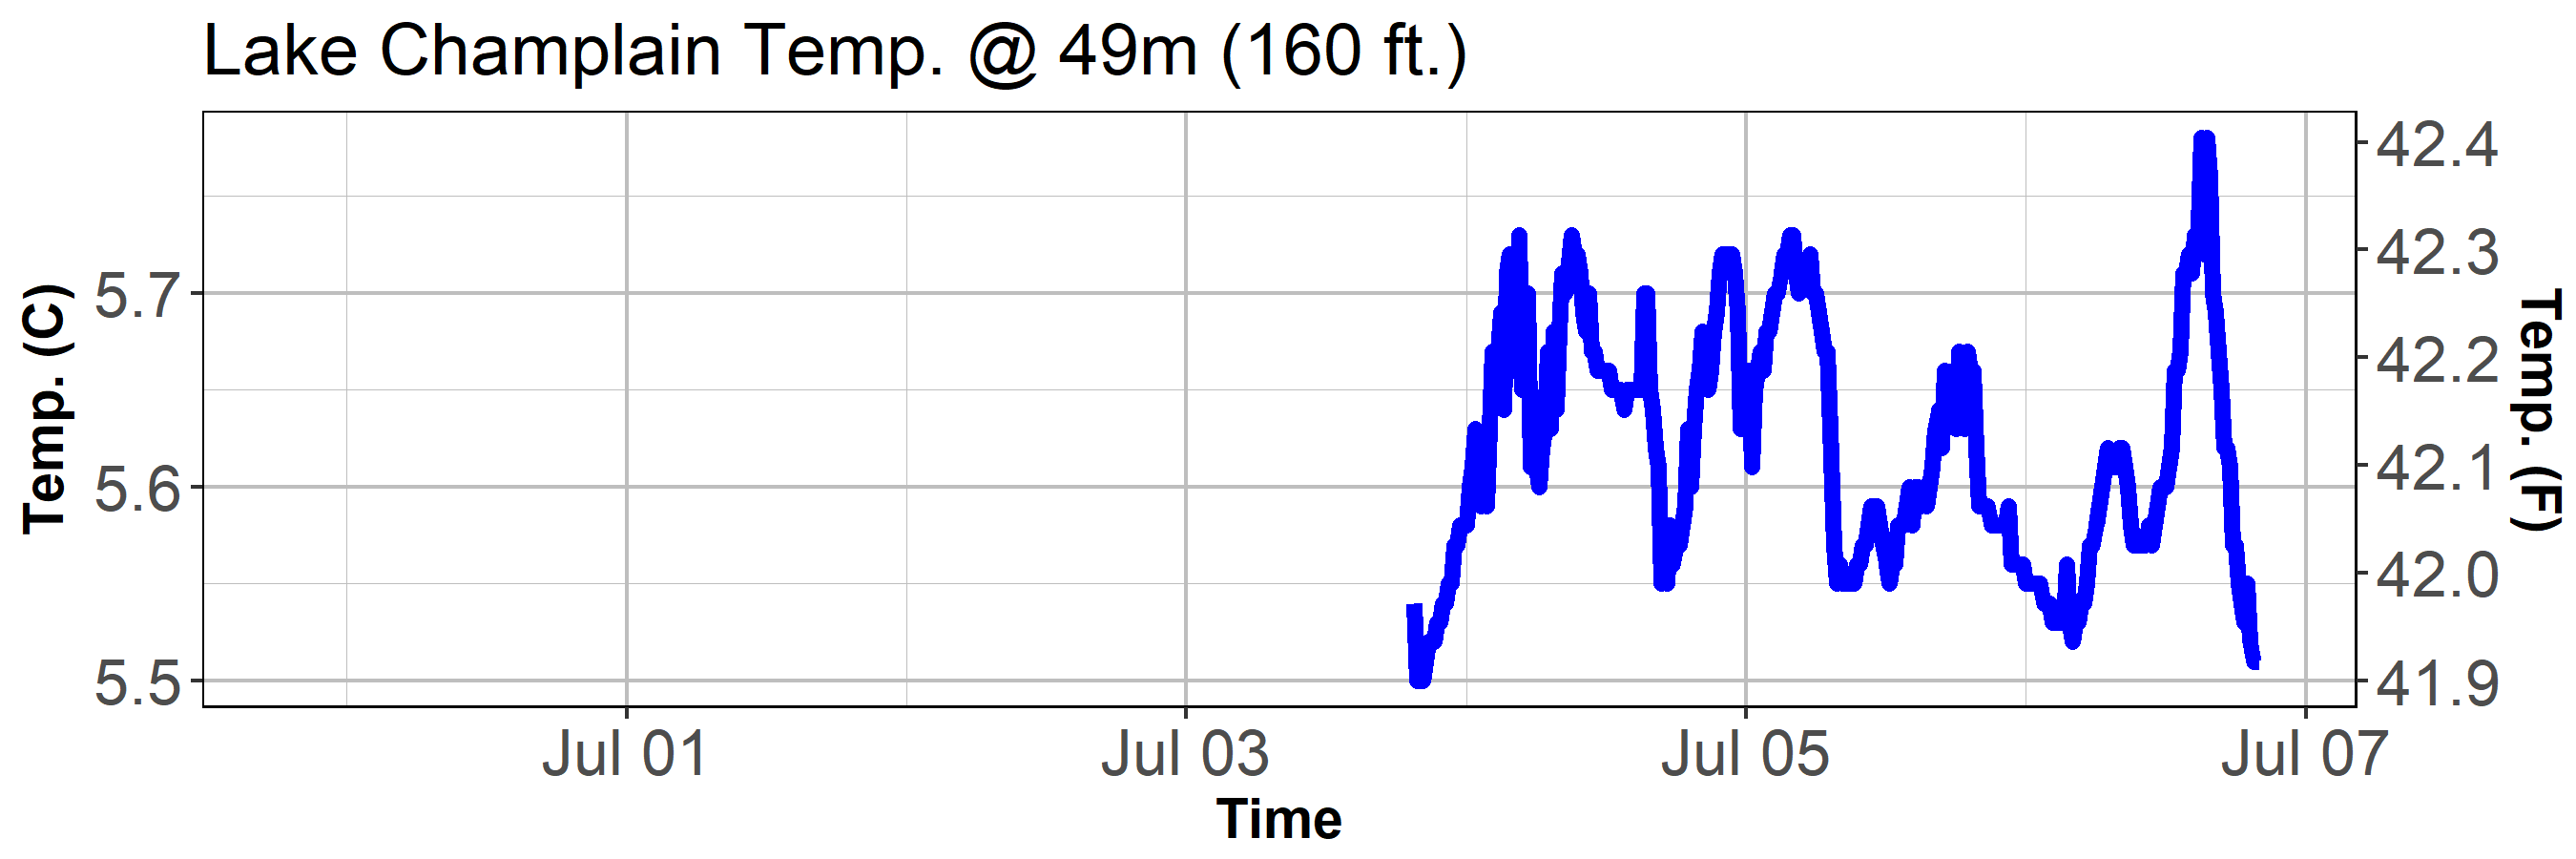 Lake Champlain Temp. @ 49m (160 ft.)
Temp. (C)
5.7
5.6
5.5
42.4
42.3
42.2
42.1
42.0
41.9
Temp. (F)
Jul 01 Jul 03 Jul 05 Jul 07
Time